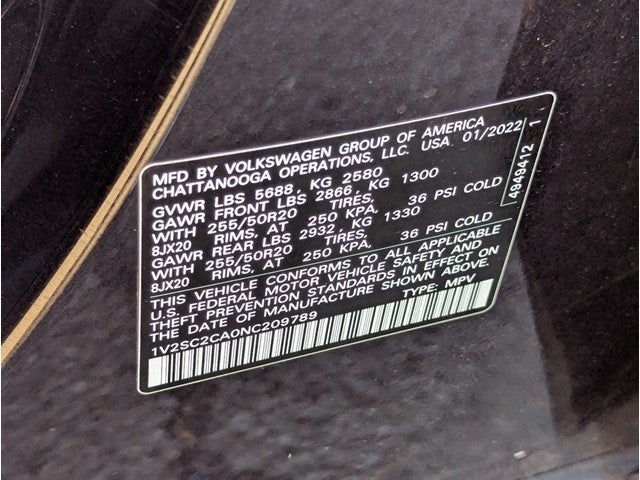 MFD BY VOLKSWAGEN GROUP OF AMERICA
CHATTANOOGA OPERATIONS, LLC. USA 01/2022
GVWR LBS 5688, KG 2580
GAWR FRONT LBS 2866, KG 1300
WITH 255/50R20 TIRES,
8JX20 RIMS, AT 250 KPA, 36 PSI COLD
GAWR REAR LBS 2932, KG 1330
WITH 255/50R20 TIRES,
8JX20 RIMS, AT 250 KPA, 36 PSI COLD
THIS VEHICLE CONFORMS TO ALL APPLICABLE
U.S. FEDERAL MOTOR VEHICLE SAFETY AND
THEFT PREVENTION STANDARDS IN EFFECT ON
THE DATE OF MANUFACTURE SHOWN ABOVE.
1V2SC2CA0NC209789 TYPE: MPV
4949412 1